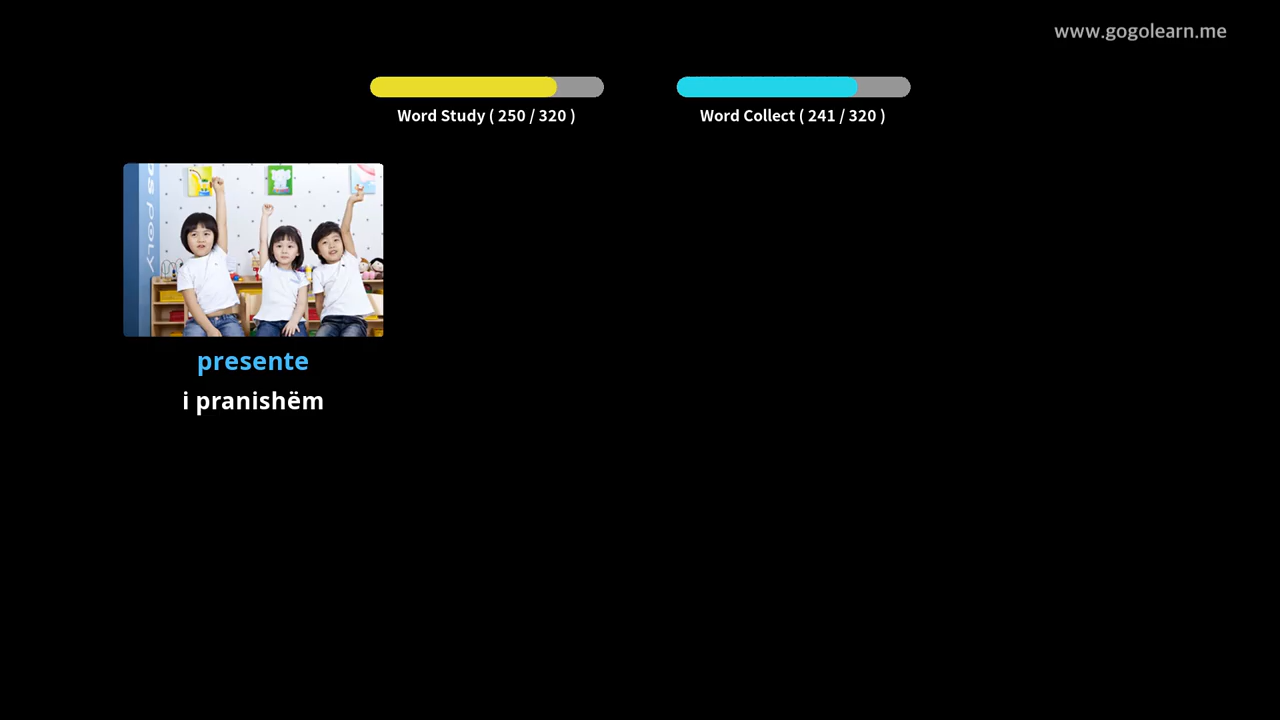 www.gogolearn.me
Word Study ( 250 / 320 )
Word Collect ( 241 / 320 )
presente
i pranishëm